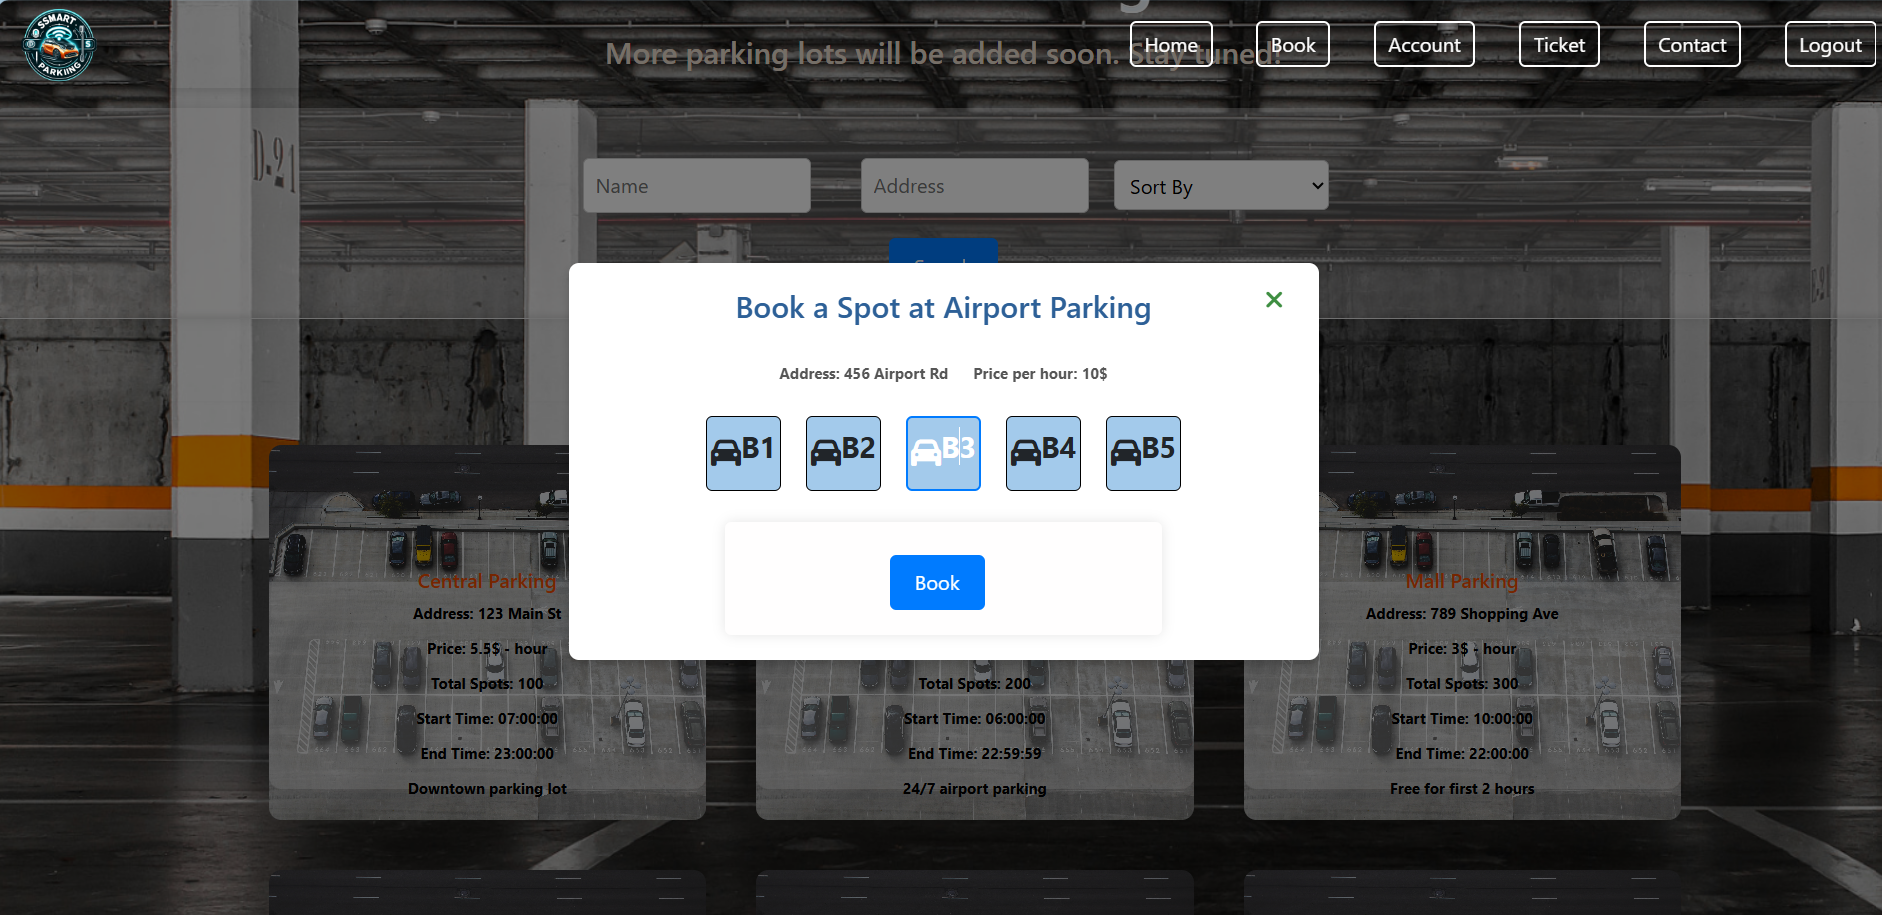 SSMART
PARKIING
Home
Book
Account
Ticket
Contact
Logout
More parking lots will be added soon. Stay tuned!
D-21
Name
Address
Sort By
Book a Spot at Airport Parking
Address: 456 Airport Rd
Price per hour: 10$
B1
B2
B3
B4
B5
Book
Central Parking
Address: 123 Main St
Price: 5.5$ - hour
Total Spots: 100
Start Time: 07:00:00
End Time: 23:00:00
Downtown parking lot
Total Spots: 200
Start Time: 06:00:00
End Time: 22:59:59
24/7 airport parking
Mall Parking
Address: 789 Shopping Ave
Price: 3$ - hour
Total Spots: 300
Start Time: 10:00:00
End Time: 22:00:00
Free for first 2 hours